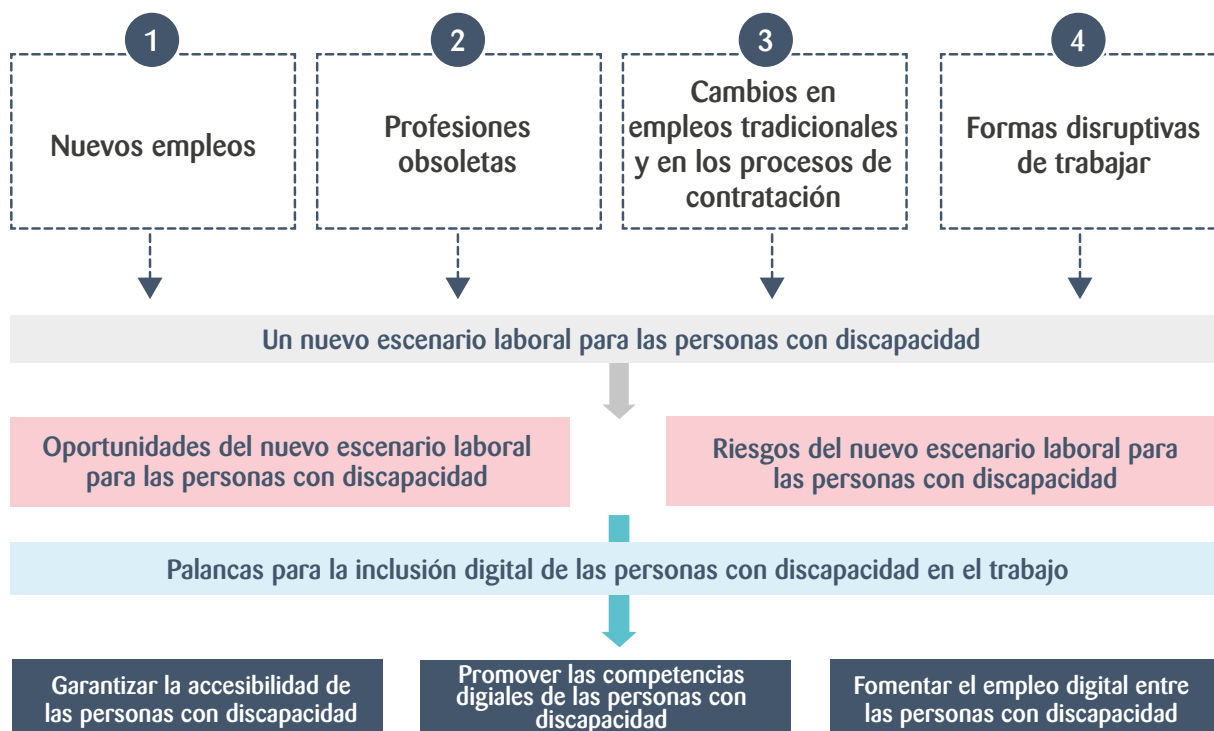 1
2
3
4
Nuevos empleos
Profesiones
obsoletas
Cambios en
empleos tradicionales
y en los procesos de
contratación
Formas disruptivas
de trabajar
Un nuevo escenario laboral para las personas con discapacidad
Oportunidades del nuevo escenario laboral
para las personas con discapacidad
Riesgos del nuevo escenario laboral para
las personas con discapacidad
Palancas para la inclusión digital de las personas con discapacidad en el trabajo
Garantizar la accesibilidad de
las personas con discapacidad
Promover las competencias
digiales de las personas con
discapacidad
Fomentar el empleo digital entre
las personas con discapacidad